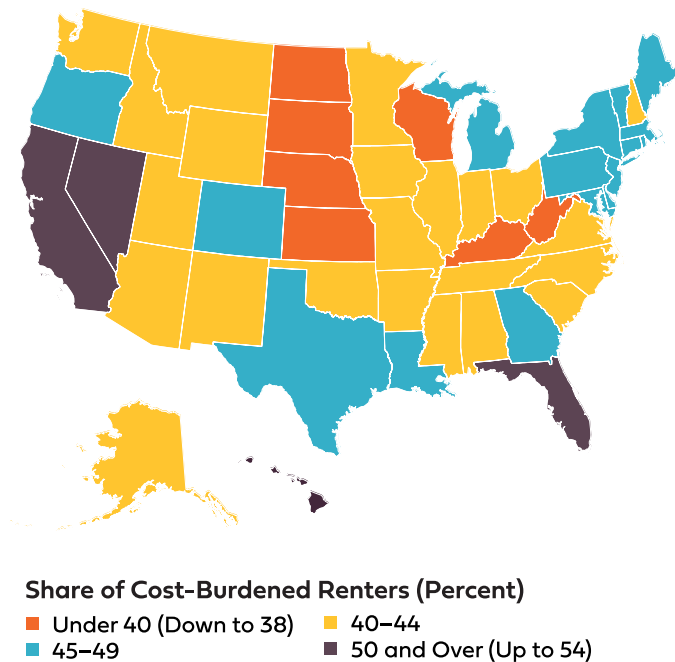 Share of Cost-Burdened Renters (Percent)
Under 40 (Down to 38)
40–44
45–49
50 and Over (Up to 54)